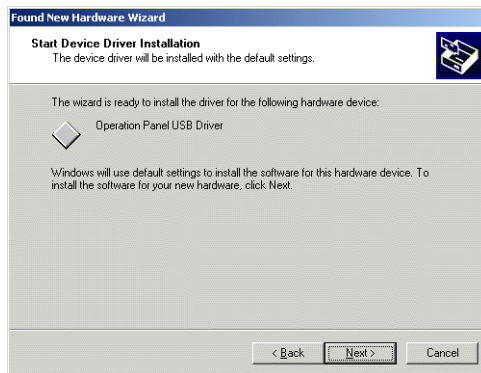 Found New Hardware Wizard
Start Device Driver Installation
The device driver will be installed with the default settings.
The wizard is ready to install the driver for the following hardware device:
Operation Panel USB Driver
Windows will use default settings to install the software for this hardware device. To
install the software for your new hardware, click Next.
< Back Next > Cancel